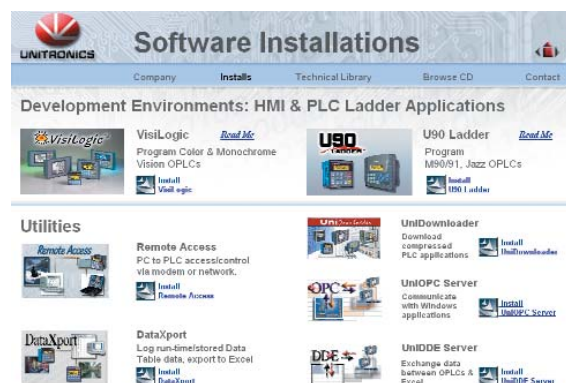 UNITRONICS
Software Installations
Company Installs Technical Library Browse CD Contact
Development Environments: HMI & PLC Ladder Applications
VisiLogic
VisiLogic Read Me
Program Color & Monochrome
Vision OPLCs
Install
VisiLogic
U90
LADDER
U90 Ladder Read Me
Program
M90/91, Jazz OPLCs
Install
U90 Ladder
Utilities
Remote Access
Remote Access
PC to PLC access/control
via modem or network.
Install
Remote Access
DataXport
DataXport
Log run-time/stored Data
Table data, export to Excel
Install
DataXport
UniDownloader
UniDownloader
Download
compressed
PLC applications
Install
UniDownloader
OPC
UniOPC Server
Communicate
with Windows
applications
Install
UniOPC Server
DDE
UniDDE Server
Exchange data
between OPLCs &
Excel
Install
UniDDE Server